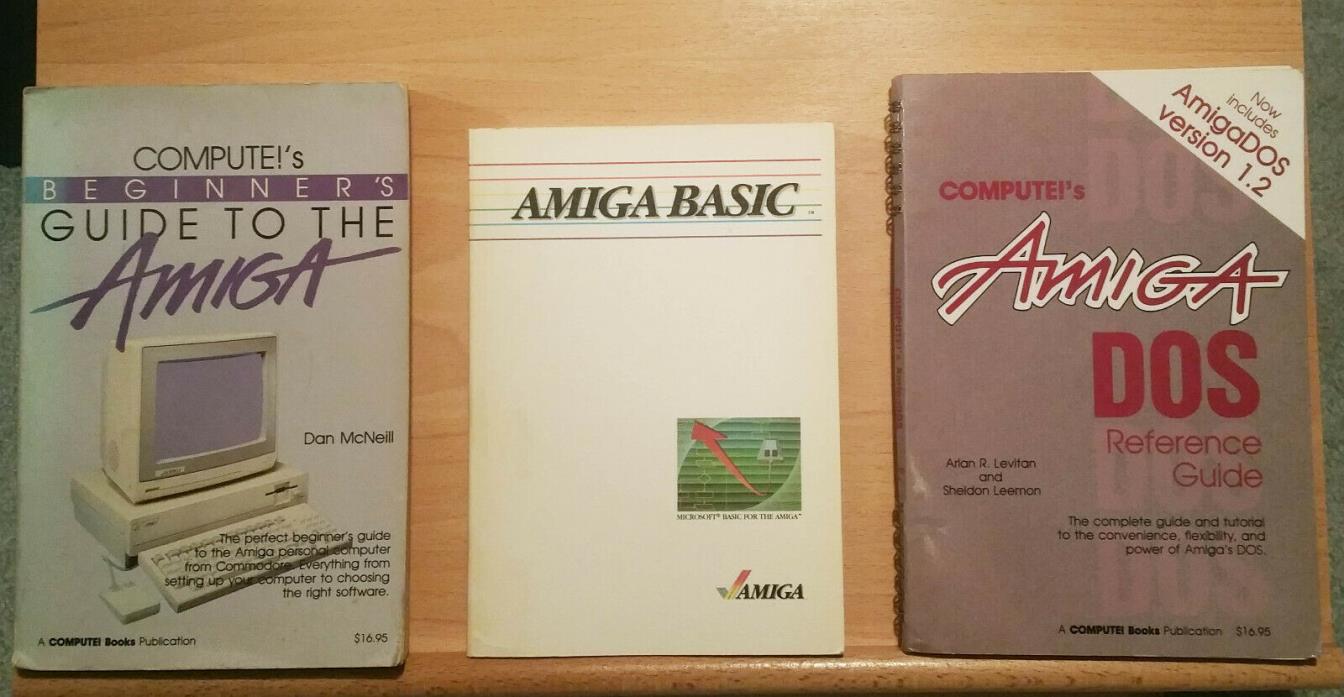 COMPUTE!'s
BEGINNER'S
GUIDE TO THE
AMIGA
Dan McNeill
The perfect beginner's guide
to the Amiga personal computer
from Commodore. Everything from
setting up your computer to choosing
the right software.
A COMPUTE! Books Publication
$16.95
AMIGA BASIC
MICROSOFT® BASIC FOR THE AMIGA™
AMIGA
Now
includes
AmigaDOS
version 1.2
COMPUTE!'s
AMIGA
DOS
Reference
Guide
Arlan R. Levitan
and
Sheldon Leemon
The complete guide and tutorial
to the convenience, flexibility, and
power of Amiga's DOS.
A COMPUTE! Books Publication $16.95
DOS
DOS
DOS